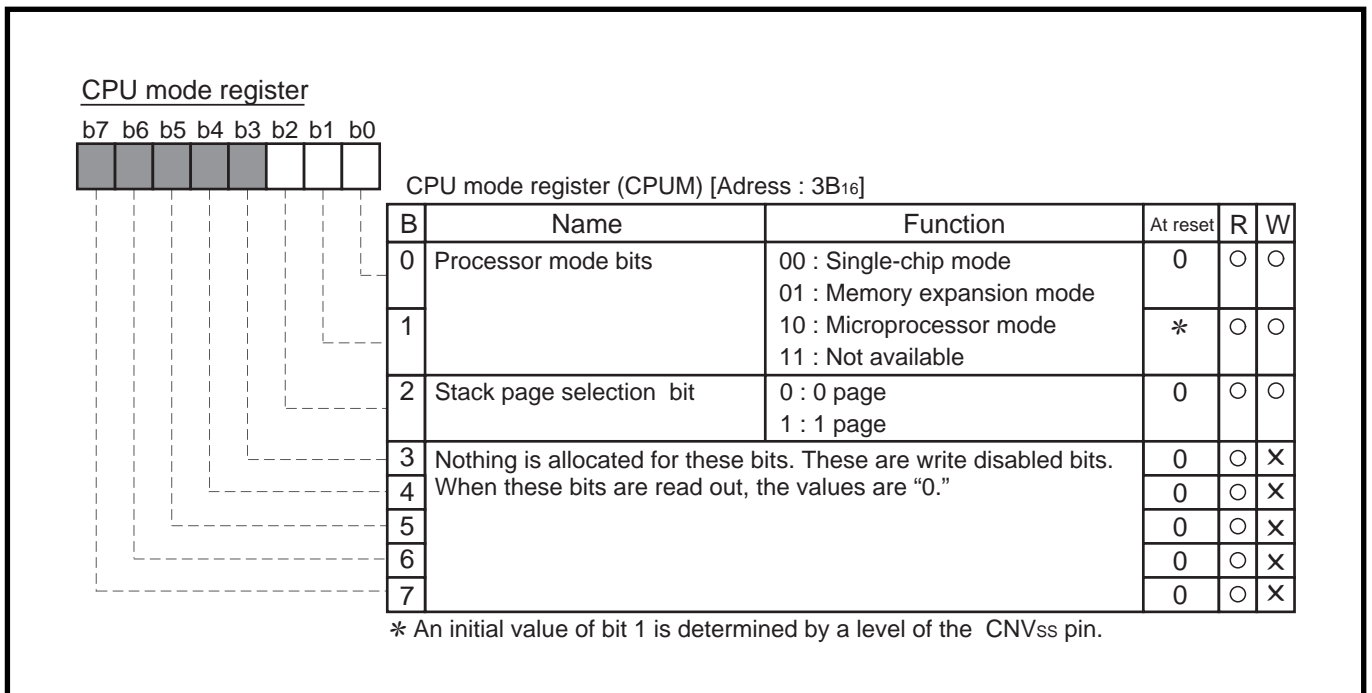 CPU mode register
b7 b6 b5 b4 b3 b2 b1 b0
CPU mode register (CPUM) [Adress : 3B16]
B Name Function At reset R W
0 Processor mode bits 00 : Single-chip mode 0 ○ ○
01 : Memory expansion mode
1 10 : Microprocessor mode * ○ ○
11 : Not available
2 Stack page selection bit 0 : 0 page 0 ○ ○
1 : 1 page
3 Nothing is allocated for these bits. These are write disabled bits. 0 ○ ×
4 When these bits are read out, the values are “0.” 0 ○ ×
5 0 ○ ×
6 0 ○ ×
7 0 ○ ×
* An initial value of bit 1 is determined by a level of the CNVss pin.